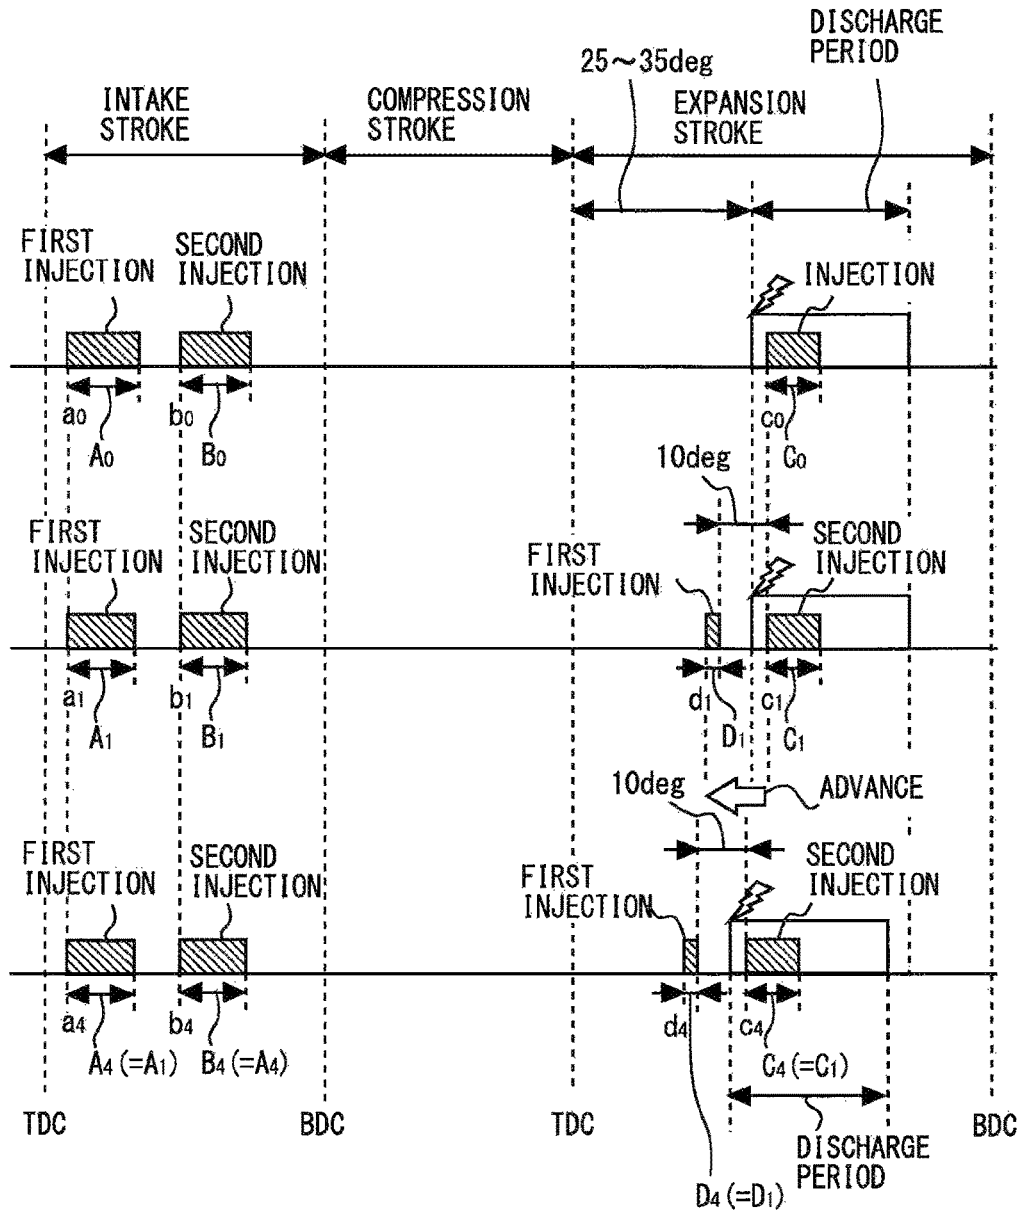 DISCHARGE
PERIOD
25～35deg
INTAKE
STROKE
COMPRESSION
STROKE
EXPANSION
STROKE
FIRST
INJECTION
SECOND
INJECTION
INJECTION
a0
A0
b0
B0
c0
C0
10deg
FIRST
INJECTION
SECOND
INJECTION
FIRST
INJECTION
SECOND
INJECTION
a1
A1
b1
B1
d1
D1
c1
C1
10deg
ADVANCE
FIRST
INJECTION
SECOND
INJECTION
FIRST
INJECTION
SECOND
INJECTION
a4
A4(=A1)
b4
B4(=A4)
d4
c4
C4(=C1)
TDC
BDC
TDC
BDC
DISCHARGE
PERIOD
D4(=D1)